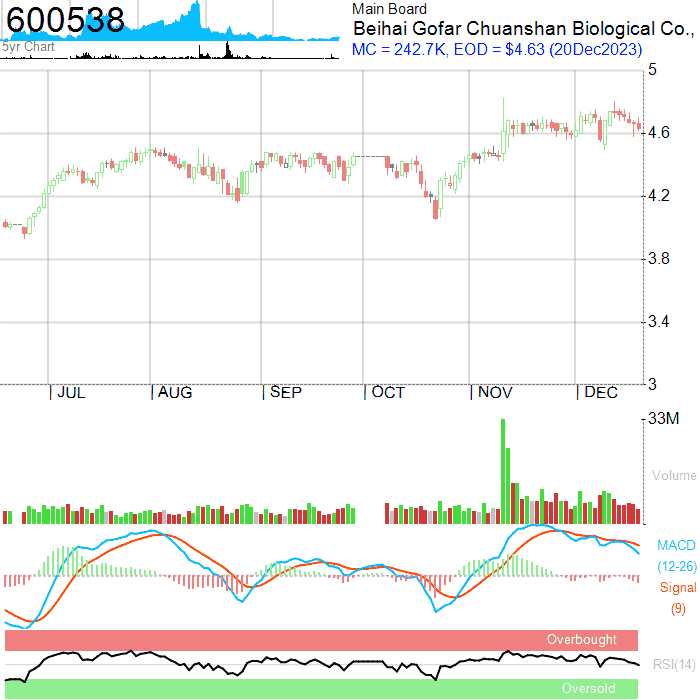 600538
5yr Chart
Main Board
Beihai Gofar Chuanshan Biological Co.,
MC = 242.7K, EOD = $4.63 (20Dec2023)
5
4.6
4.2
3.8
3.4
3
JUL
AUG
SEP
OCT
NOV
DEC
33M
Volume
MACD
(12-26)
Signal
(9)
Overbought
RSI(14)
Oversold